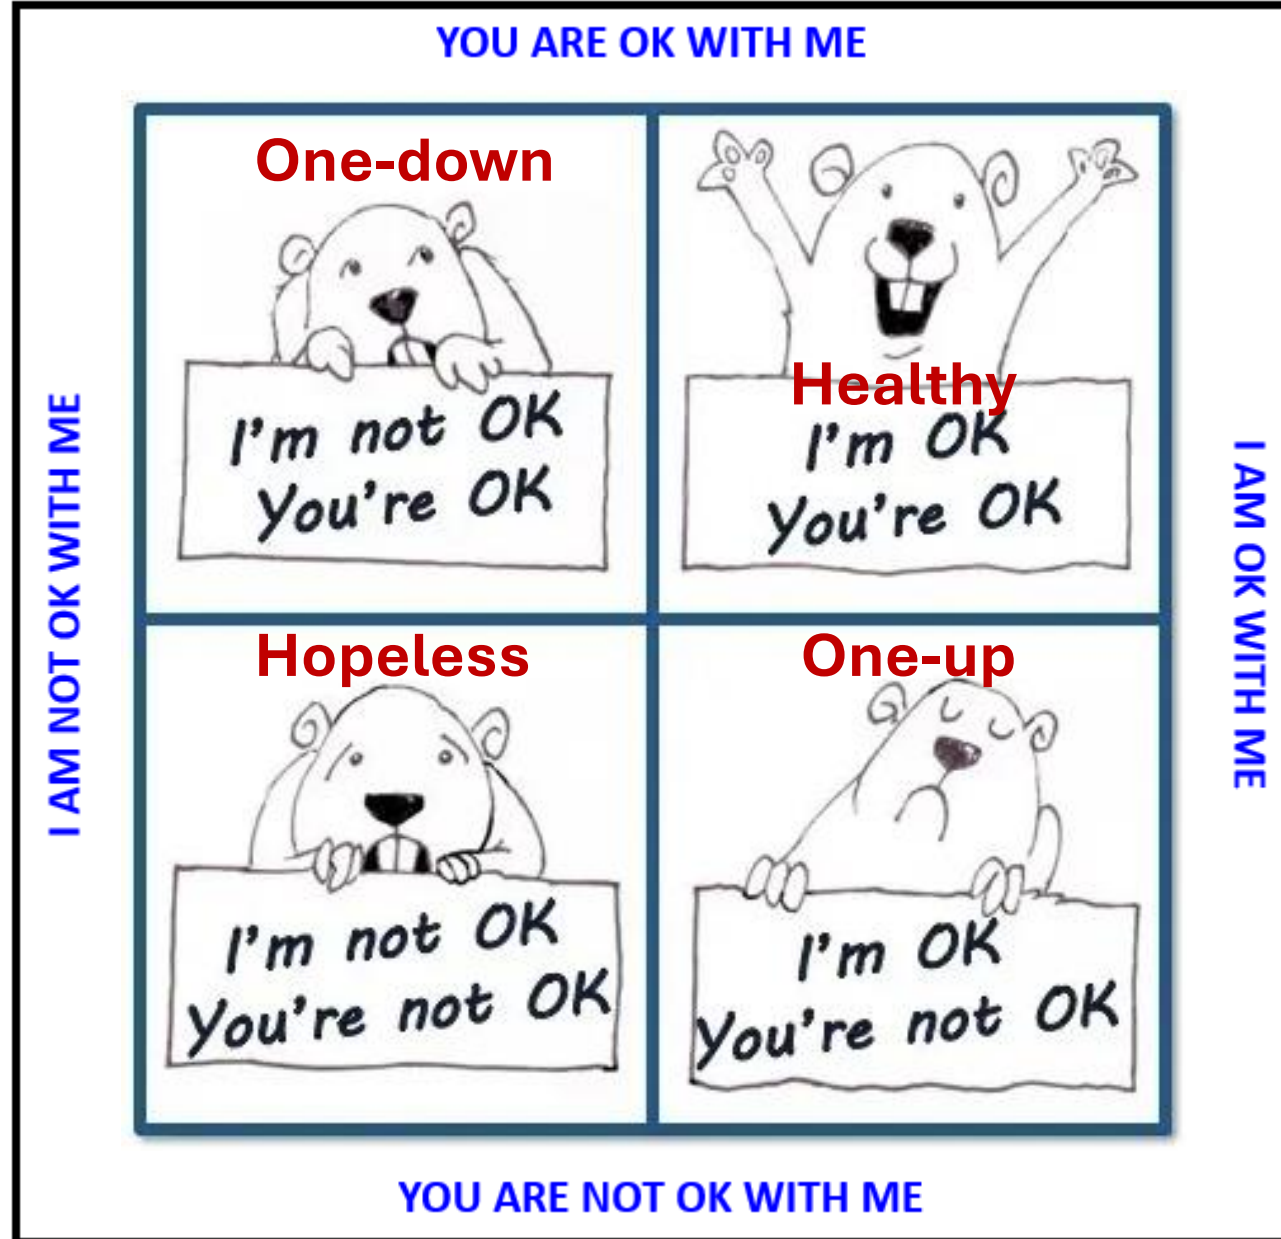 YOU ARE OK WITH ME
One-down
I'm not OK
You're OK
Healthy
I'm OK
You're OK
I AM NOT OK WITH ME
I AM OK WITH ME
Hopeless
I'm not OK
You're not OK
One-up
I'm OK
You're not OK
YOU ARE NOT OK WITH ME